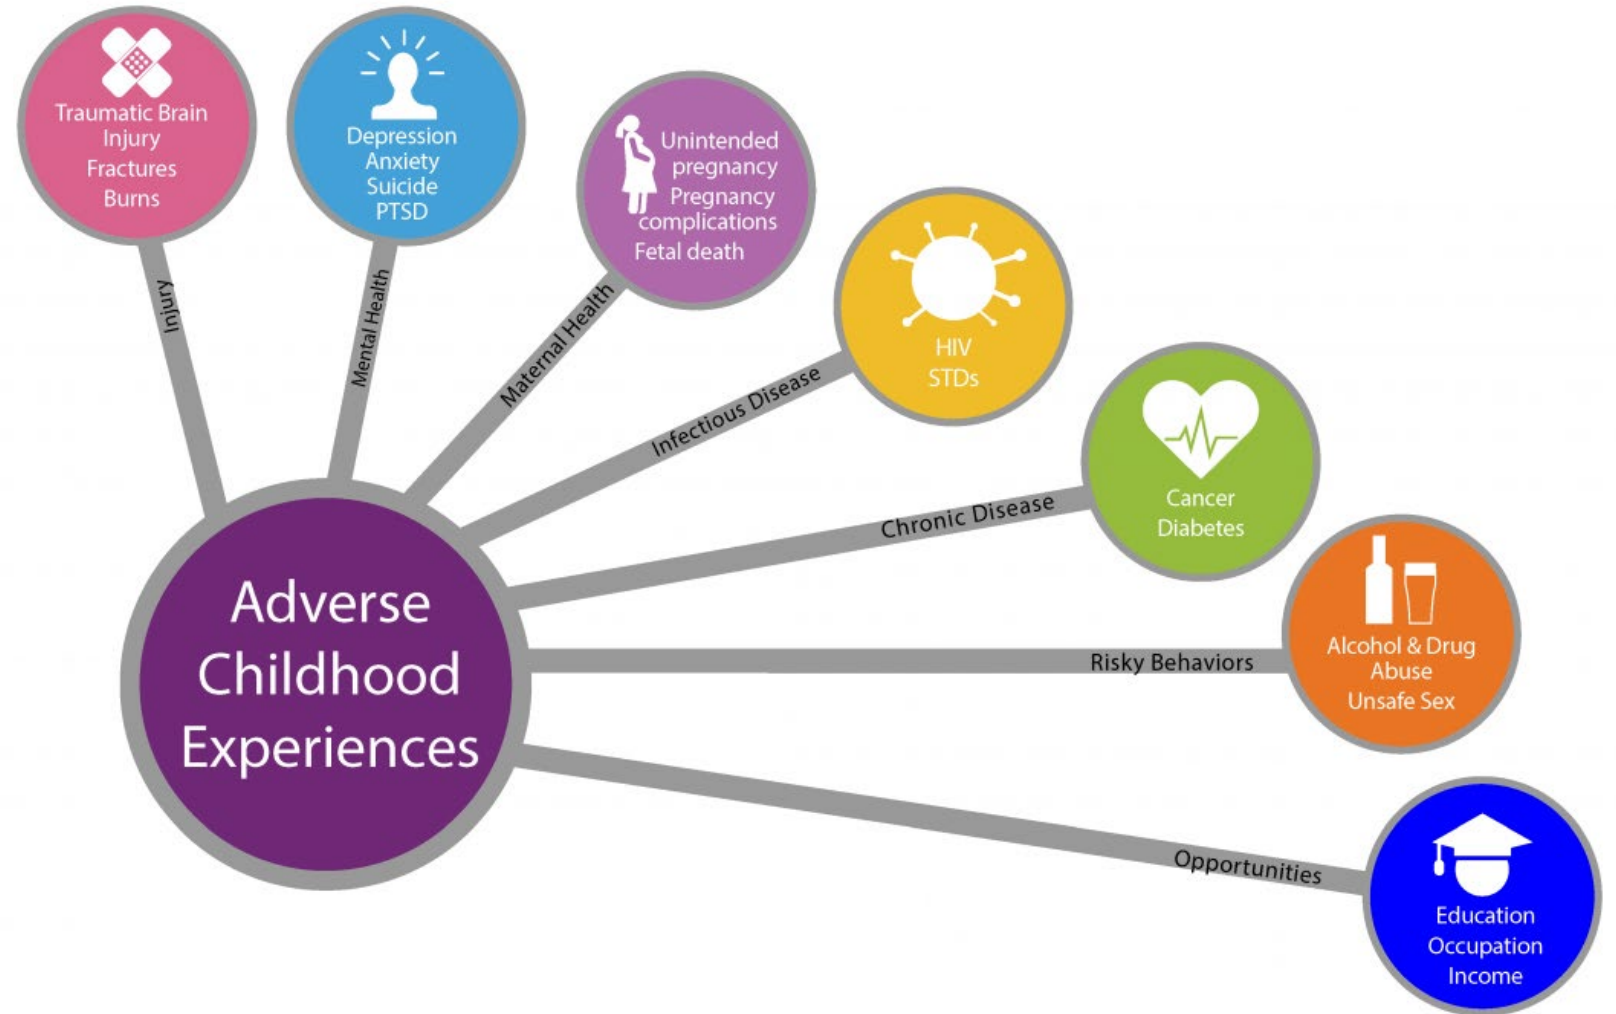 Traumatic Brain
Injury
Fractures
Burns
Injury
Depression
Anxiety
Suicide
PTSD
Mental Health
Unintended
pregnancy
Pregnancy
complications
Fetal death
Maternal Health
HIV
STDs
Infectious Disease
Cancer
Diabetes
Chronic Disease
Alcohol & Drug
Abuse
Unsafe Sex
Risky Behaviors
Education
Occupation
Income
Opportunities
Adverse
Childhood
Experiences